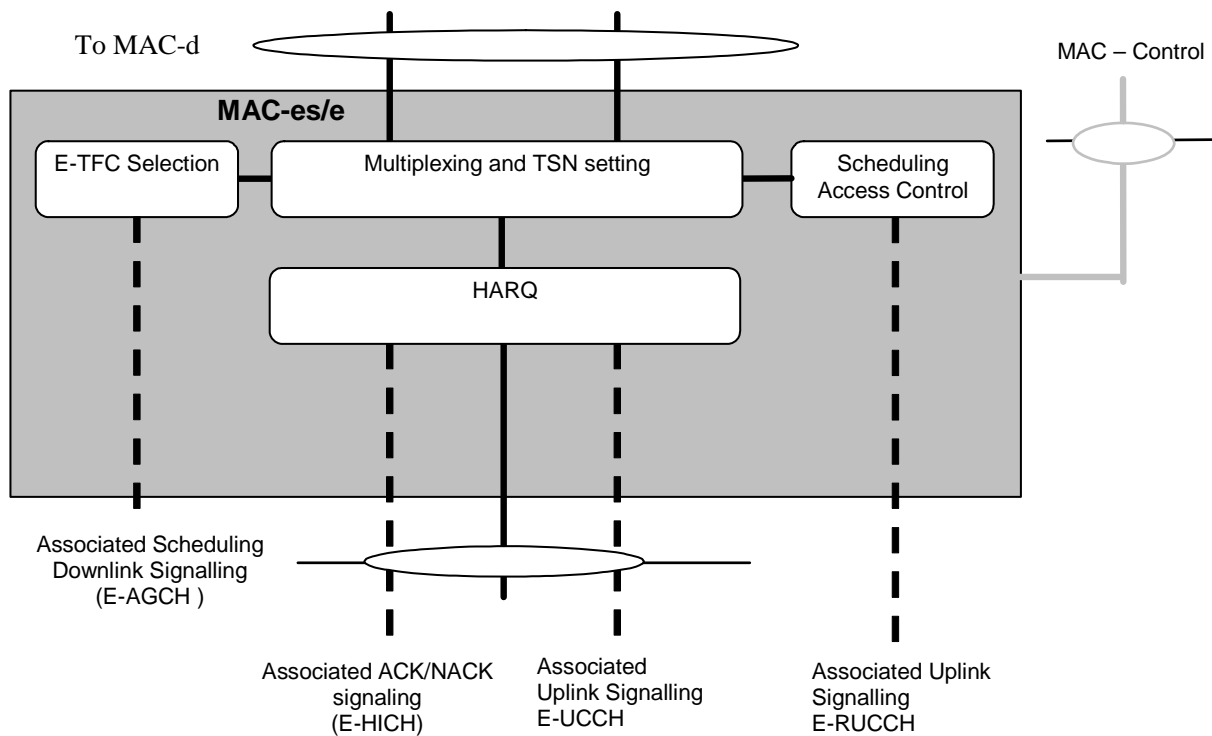 To MAC-d
MAC – Control
MAC-es/e
E-TFC Selection
Multiplexing and TSN setting
Scheduling
Access Control
HARQ
Associated Scheduling
Downlink Signalling
(E-AGCH )
Associated ACK/NACK
signaling
(E-HICH)
Associated
Uplink Signalling
E-UCCH
Associated Uplink
Signalling
E-RUCCH